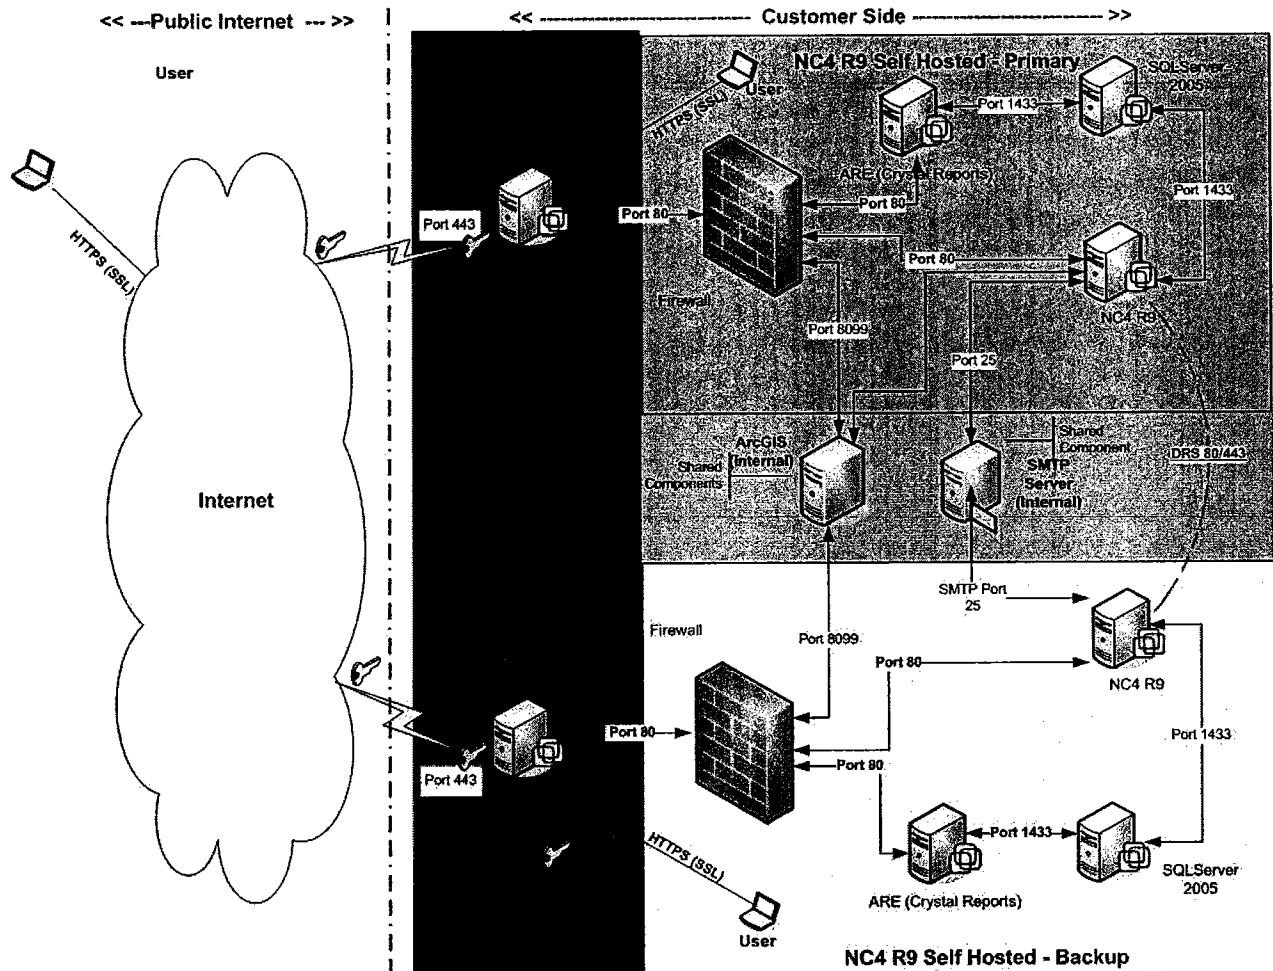 << ---Public Internet -- >>
<< ------------------------- Customer Side ------------------ >>
User
NC4 R9 Self Hosted - Primary
User
HTTPS (SSL)
SQLServer
2005
Port 1433
ARE (Crystal Reports)
Port 1433
Port 80
Port 443
Port 80
HTTPS (SSL)
Port 80
Firewall
NC4 R9
Port 8099
Port 25
ArcGIS
(Internal)
Shared
Components
Shared
Component
SMTP
Server
(Internal)
DRS 80/443
Internet
SMTP Port
25
Firewall
Port 8099
Port 80
NC4 R9
Port 80
Port 443
Port 80
Port 1433
HTTPS (SSL)
Port 1433
SQLServer
2005
ARE (Crystal Reports)
User
NC4 R9 Self Hosted - Backup